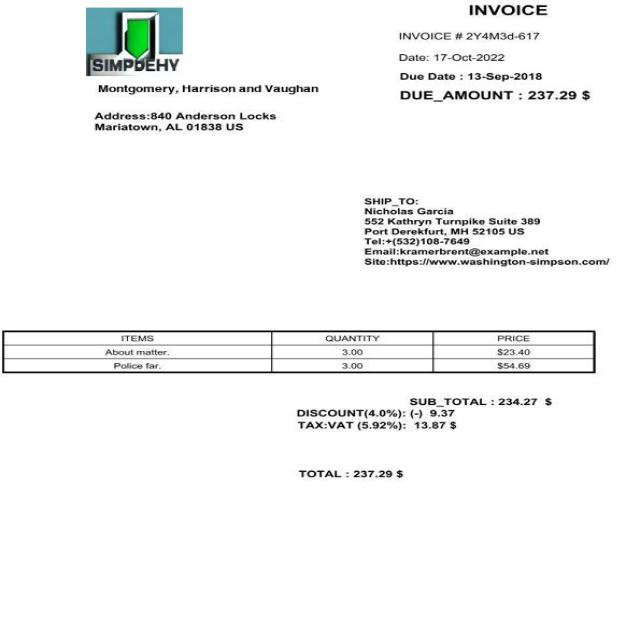 SIMPDEHY
INVOICE
INVOICE # 2Y4M3d-617
Date: 17-Oct-2022
Due Date : 13-Sep-2018
DUE_AMOUNT : 237.29 $
Montgomery, Harrison and Vaughan
Address:840 Anderson Locks
Mariatown, AL 01838 US
SHIP_TO:
Nicholas Garcia
552 Kathryn Turnpike Suite 389
Port Derekfurt, MH 52105 US
Tel:+(532)108-7649
Email:kramerbrent@example.net
Site:https://www.washington-simpson.com/
ITEMS QUANTITY PRICE
About matter. 3.00 $23.40
Police far. 3.00 $54.69
SUB_TOTAL : 234.27 $
DISCOUNT(4.0%): (-) 9.37
TAX:VAT (5.92%): 13.87 $
TOTAL : 237.29 $